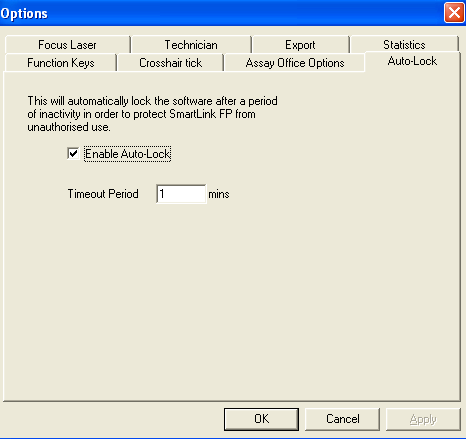 Options
Focus Laser Technician Export Statistics
Function Keys Crosshair tick Assay Office Options Auto-Lock
This will automatically lock the software after a period
of inactivity in order to protect SmartLink FP from
unauthorised use.
Enable Auto-Lock
Timeout Period 1 mins
OK Cancel Apply